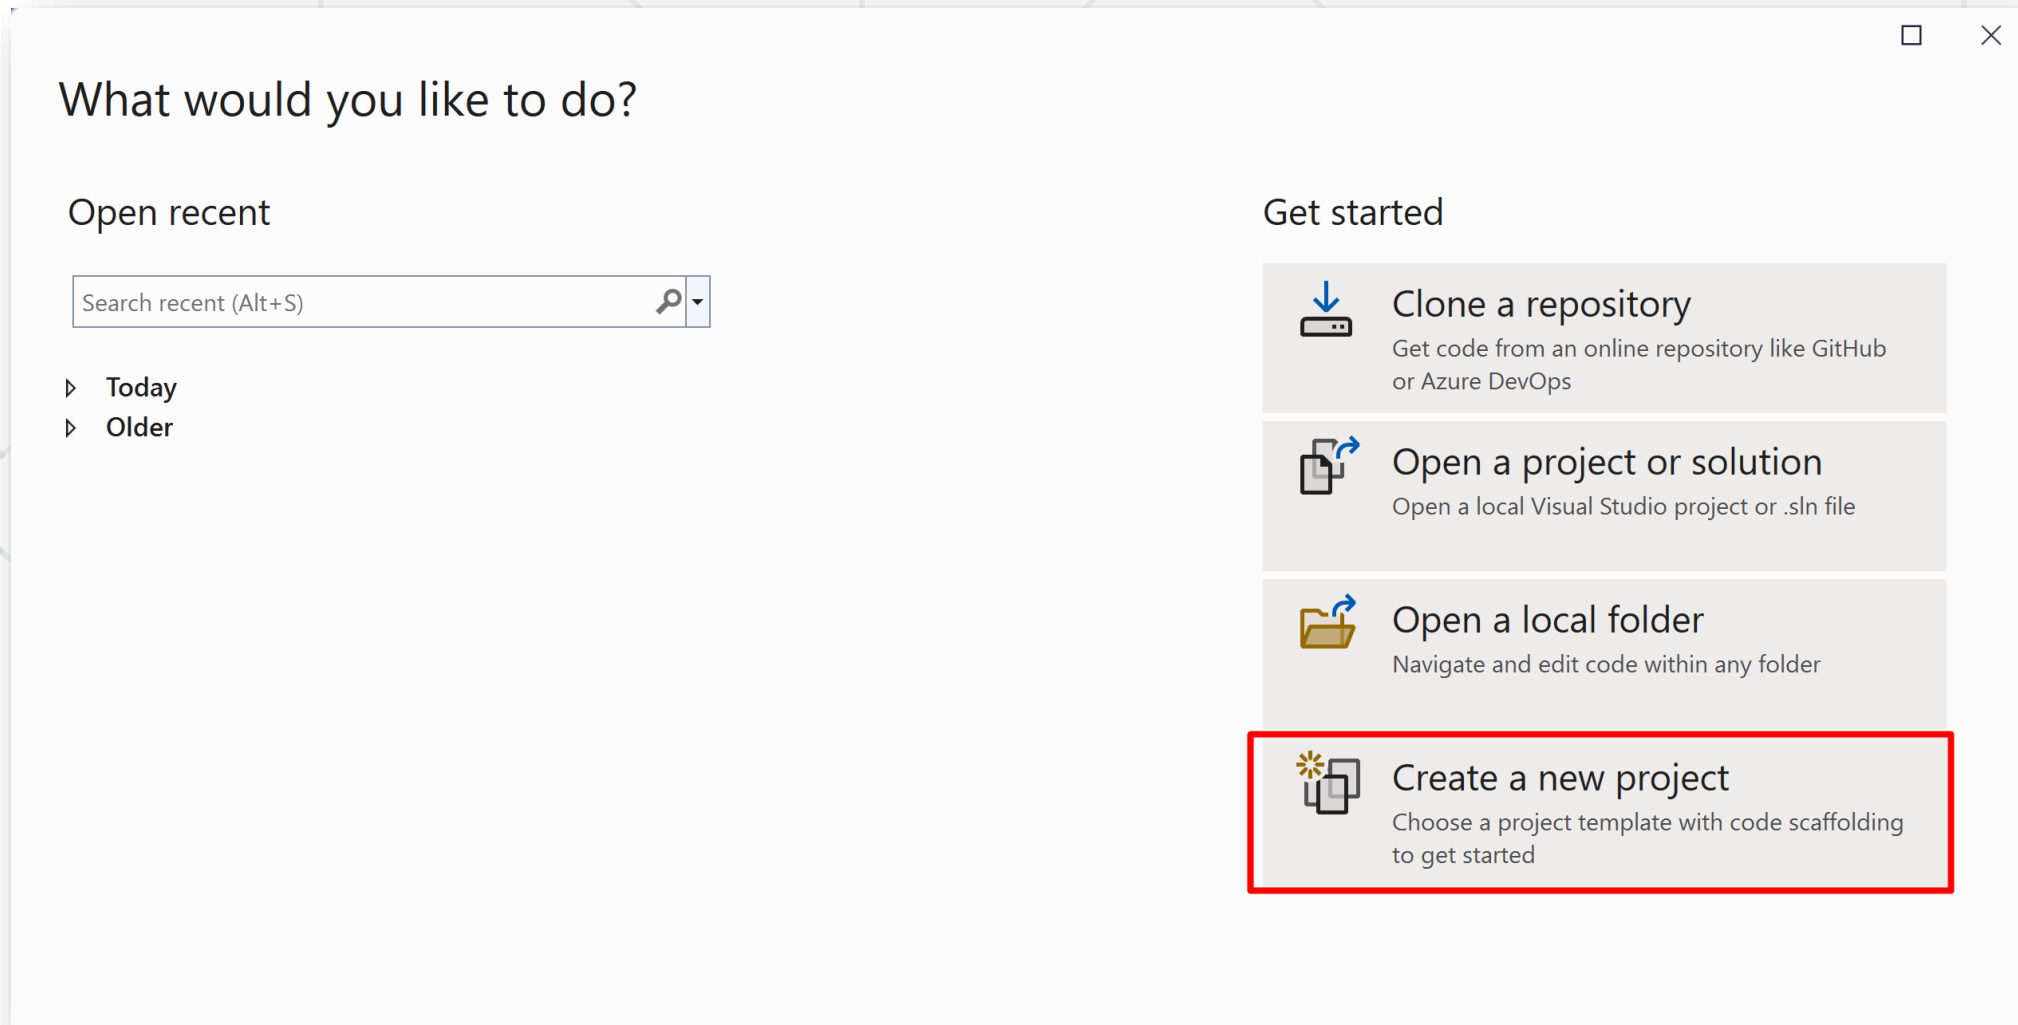 What would you like to do?
Open recent
Search recent (Alt+S)
Today
Older
Get started
Clone a repository
Get code from an online repository like GitHub
or Azure DevOps
Open a project or solution
Open a local Visual Studio project or .sln file
Open a local folder
Navigate and edit code within any folder
Create a new project
Choose a project template with code scaffolding
to get started